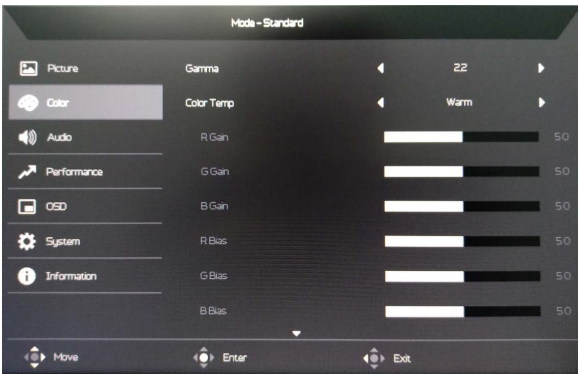 Mode - Standard
Picture
Gamma 2.2
Color
Color Temp Warm
Audio
R Gain 50
Performance
G Gain 50
OSD
B Gain 50
System
R Bias 50
Information
G Bias 50
B Bias 50
Move Enter Exit